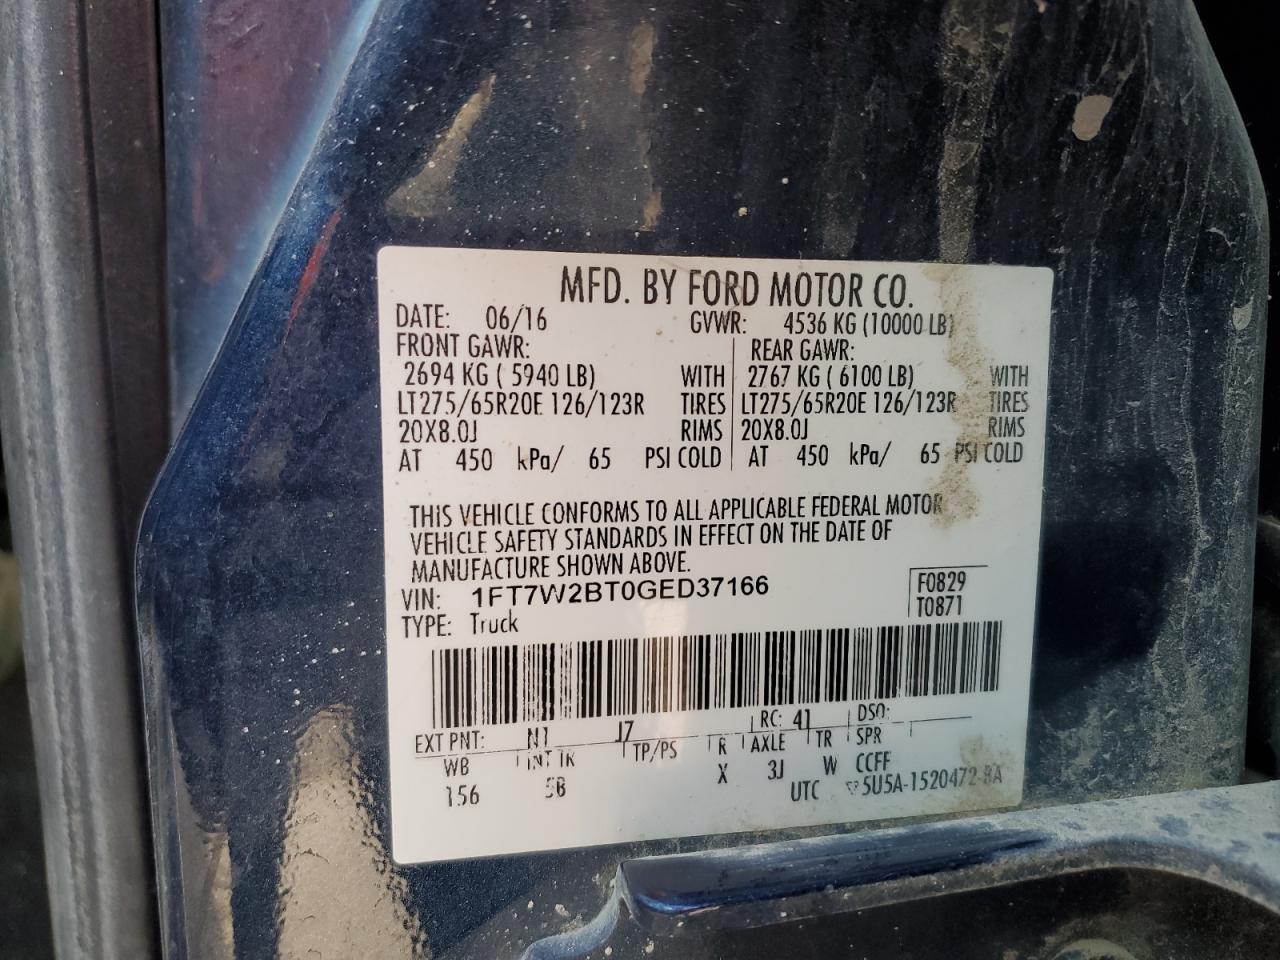 MFD. BY FORD MOTOR CO.
DATE: 06/16 GVWR: 4536 KG (10000 LB)
FRONT GAWR: REAR GAWR:
2694 KG ( 5940 LB) WITH 2767 KG ( 6100 LB) WITH
LT275/65R20E 126/123R TIRES LT275/65R20E 126/123R TIRES
20X8.0J RIMS 20X8.0J RIMS
AT 450 kPa/ 65 PSI COLD AT 450 kPa/ 65 PSI COLD
THIS VEHICLE CONFORMS TO ALL APPLICABLE FEDERAL MOTOR
VEHICLE SAFETY STANDARDS IN EFFECT ON THE DATE OF
MANUFACTURE SHOWN ABOVE.
VIN: 1FT7W2BT0GED37166 F0829
TYPE: Truck T0871
EXT PNT: N1 J7 RC: 41 DSO:
WB INT TR TP/PS R AXLE TR SPR
156 5B X 3J W CCFF
UTC 5U5A-1520472-BA